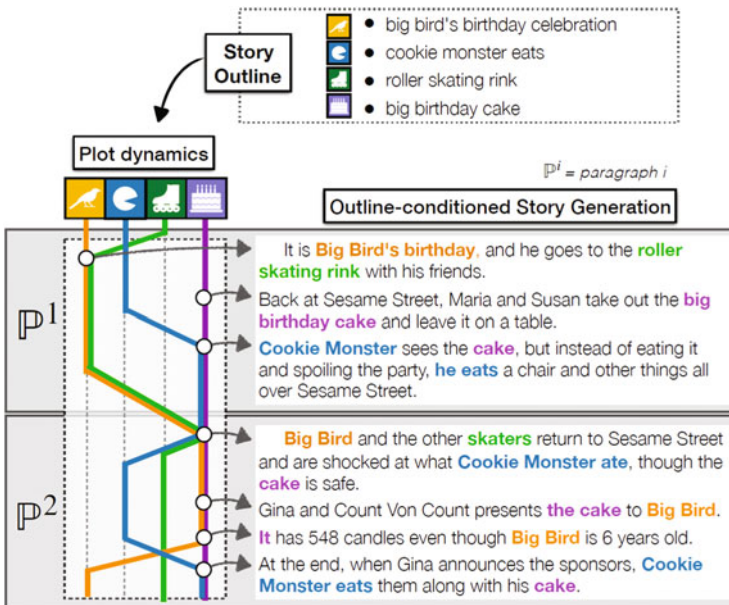 Story
Outline
• big bird's birthday celebration
• cookie monster eats
• roller skating rink
• big birthday cake
Plot dynamics
ℙⁱ = paragraph i
Outline-conditioned Story Generation
ℙ¹
It is Big Bird's birthday, and he goes to the roller
skating rink with his friends.
Back at Sesame Street, Maria and Susan take out the big
birthday cake and leave it on a table.
Cookie Monster sees the cake, but instead of eating it
and spoiling the party, he eats a chair and other things all
over Sesame Street.
ℙ²
Big Bird and the other skaters return to Sesame Street
and are shocked at what Cookie Monster ate, though the
cake is safe.
Gina and Count Von Count presents the cake to Big Bird.
It has 548 candles even though Big Bird is 6 years old.
At the end, when Gina announces the sponsors, Cookie
Monster eats them along with his cake.